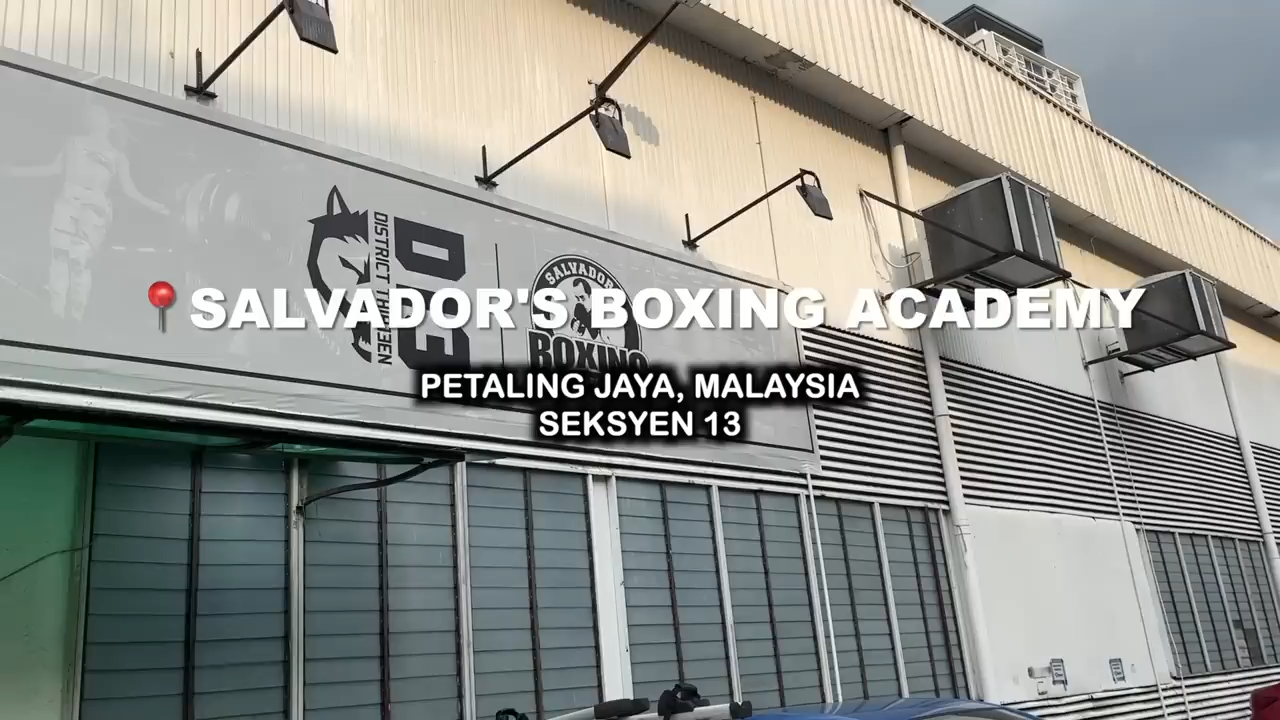 SALVADOR'S BOXING ACADEMY
PETALING JAYA, MALAYSIA
SEKSYEN 13
D13
DISTRICT THIRTEEN
SALVADOR
BOXING